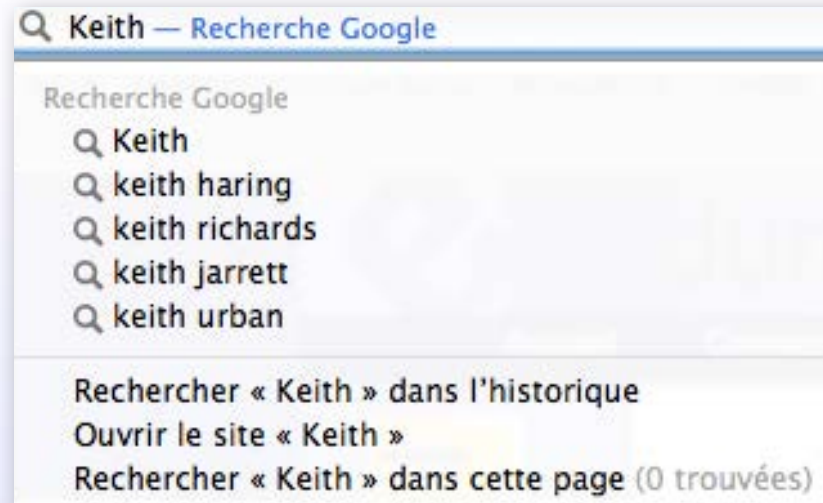 Keith — Recherche Google
Recherche Google
Keith
keith haring
keith richards
keith jarrett
keith urban
Rechercher « Keith » dans l'historique
Ouvrir le site « Keith »
Rechercher « Keith » dans cette page (0 trouvées)